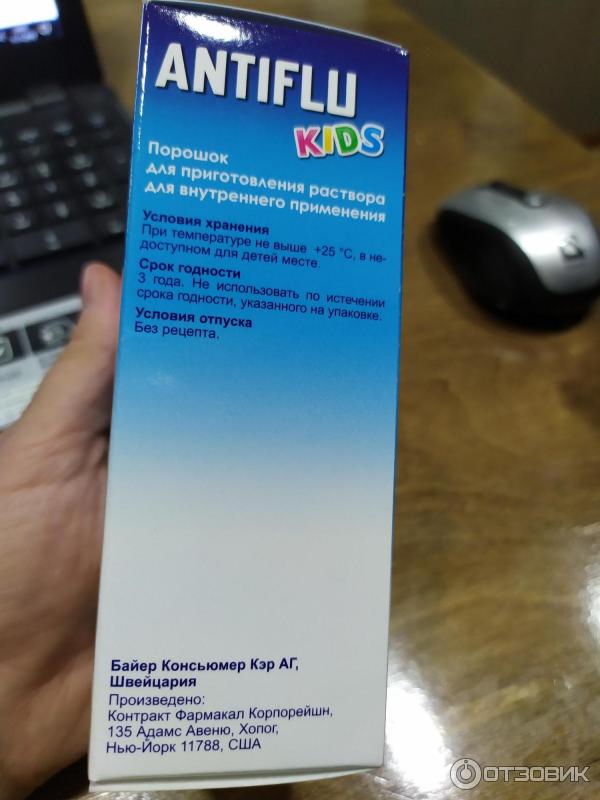 ANTIFLU
KIDS
Порошок
для приготовления раствора
для внутреннего применения
Условия хранения
При температуре не выше +25 °C, в не-
доступном для детей месте.
Срок годности
3 года. Не использовать по истечении
срока годности, указанного на упаковке.
Условия отпуска
Без рецепта.
Байер Консьюмер Кэр АГ,
Швейцария
Произведено:
Контракт Фармакал Корпорейшн,
135 Адамс Авеню, Хопог,
Нью-Йорк 11788, США
ОТЗОВИК